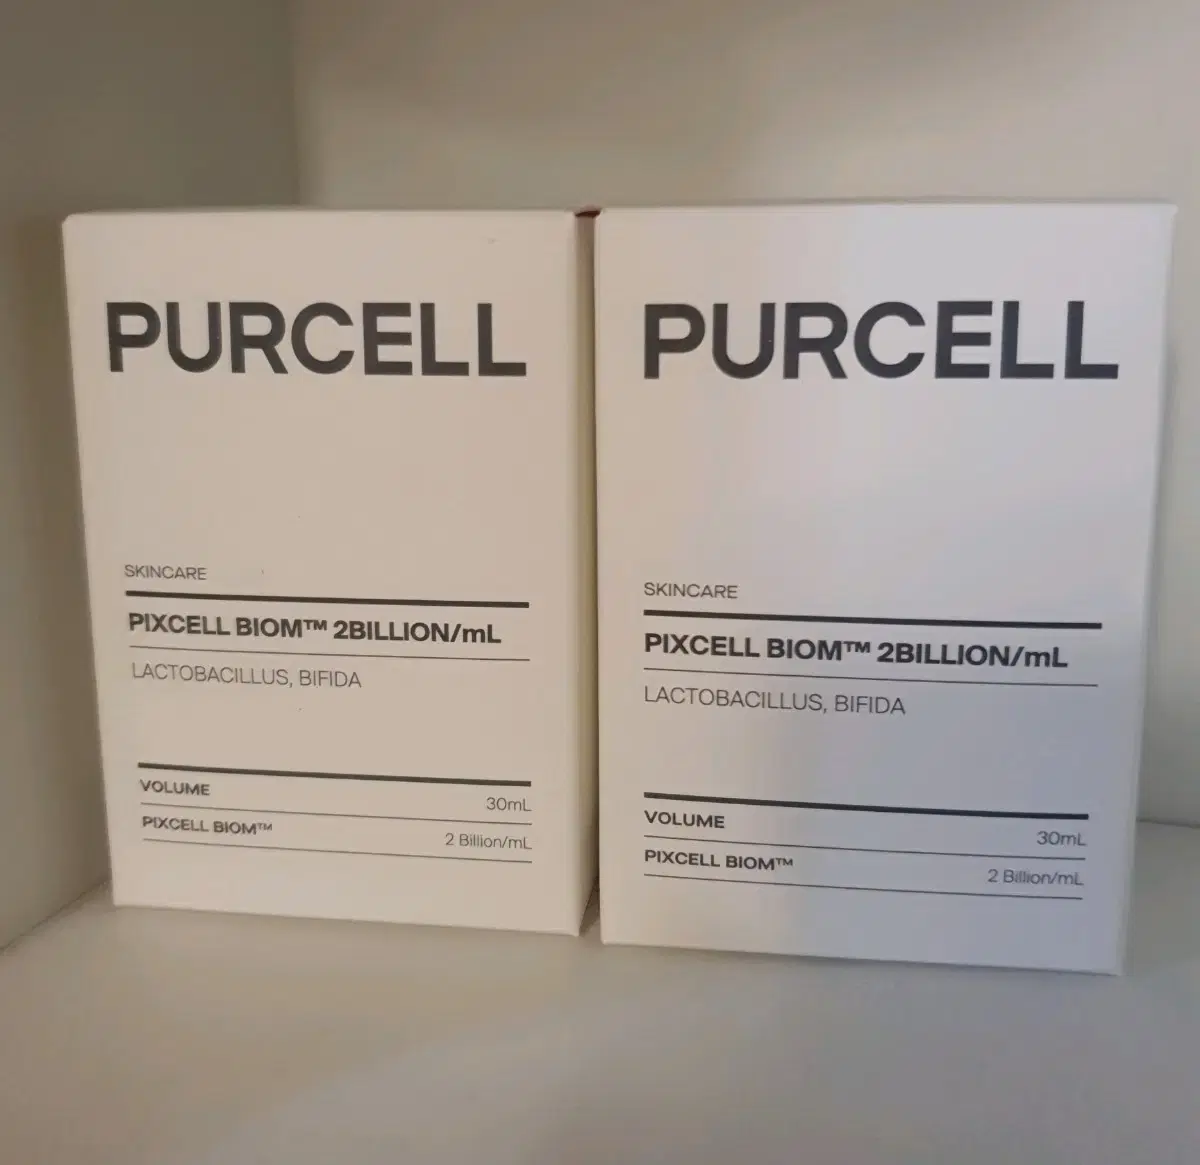 PURCELL
SKINCARE
PIXCELL BIOM™ 2BILLION/mL
LACTOBACILLUS, BIFIDA
VOLUME 30mL
PIXCELL BIOM™ 2 Billion/mL
PURCELL
SKINCARE
PIXCELL BIOM™ 2BILLION/mL
LACTOBACILLUS, BIFIDA
VOLUME 30mL
PIXCELL BIOM™ 2 Billion/mL